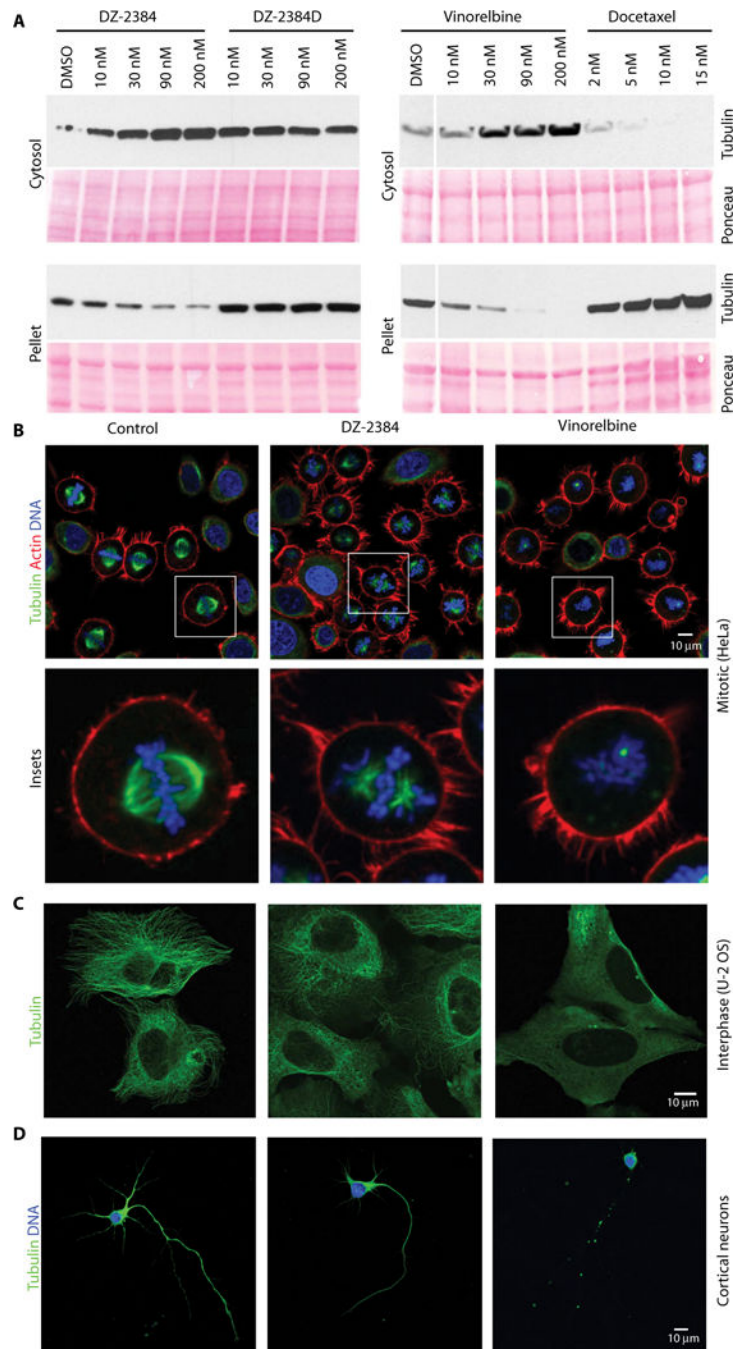 A
DZ-2384
DZ-2384D
Vinorelbine
Docetaxel
DMSO
10 nM
30 nM
90 nM
200 nM
10 nM
30 nM
90 nM
200 nM
DMSO
10 nM
30 nM
90 nM
200 nM
2 nM
5 nM
10 nM
15 nM
Cytosol
Cytosol
Tubulin
Ponceau
Pellet
Pellet
Tubulin
Ponceau
B
Control
DZ-2384
Vinorelbine
Tubulin Actin DNA
10 μm
Mitotic (HeLa)
Insets
C
Tubulin
10 μm
Interphase (U-2 OS)
D
Tubulin DNA
10 μm
Cortical neurons